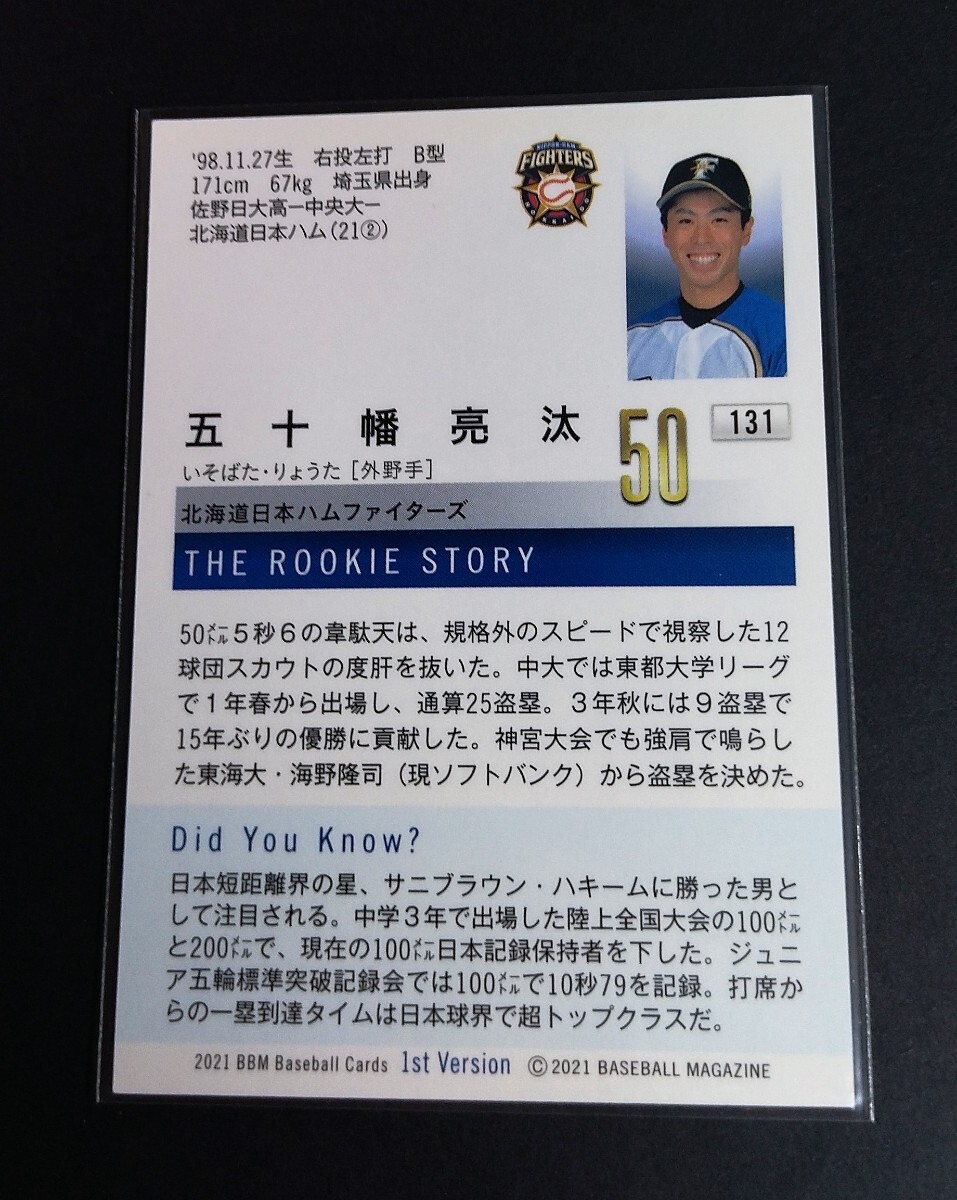 '98.11.27生 右投左打 B型
171cm 67kg 埼玉県出身
佐野日大高ー中央大ー
北海道日本ハム(21②)
NIPPON-HAM
FIGHTERS
HOKKAIDO
F
五十幡亮汰
50
131
いそばた・りょうた [外野手]
北海道日本ハムファイターズ
THE ROOKIE STORY
50㍍5秒6の韋駄天は、規格外のスピードで視察した12
球団スカウトの度肝を抜いた。中大では東都大学リーグ
で1年春から出場し、通算25盗塁。3年秋には9盗塁で
15年ぶりの優勝に貢献した。神宮大会でも強肩で鳴らし
た東海大・海野隆司(現ソフトバンク)から盗塁を決めた。
Did You Know?
日本短距離界の星、サニブラウン・ハキームに勝った男と
して注目される。中学3年で出場した陸上全国大会の100㍍
と200㍍で、現在の100㍍日本記録保持者を下した。ジュニ
ア五輪標準突破記録会では100㍍で10秒79を記録。打席か
らの一塁到達タイムは日本球界で超トップクラスだ。
2021 BBM Baseball Cards 1st Version ©2021 BASEBALL MAGAZINE